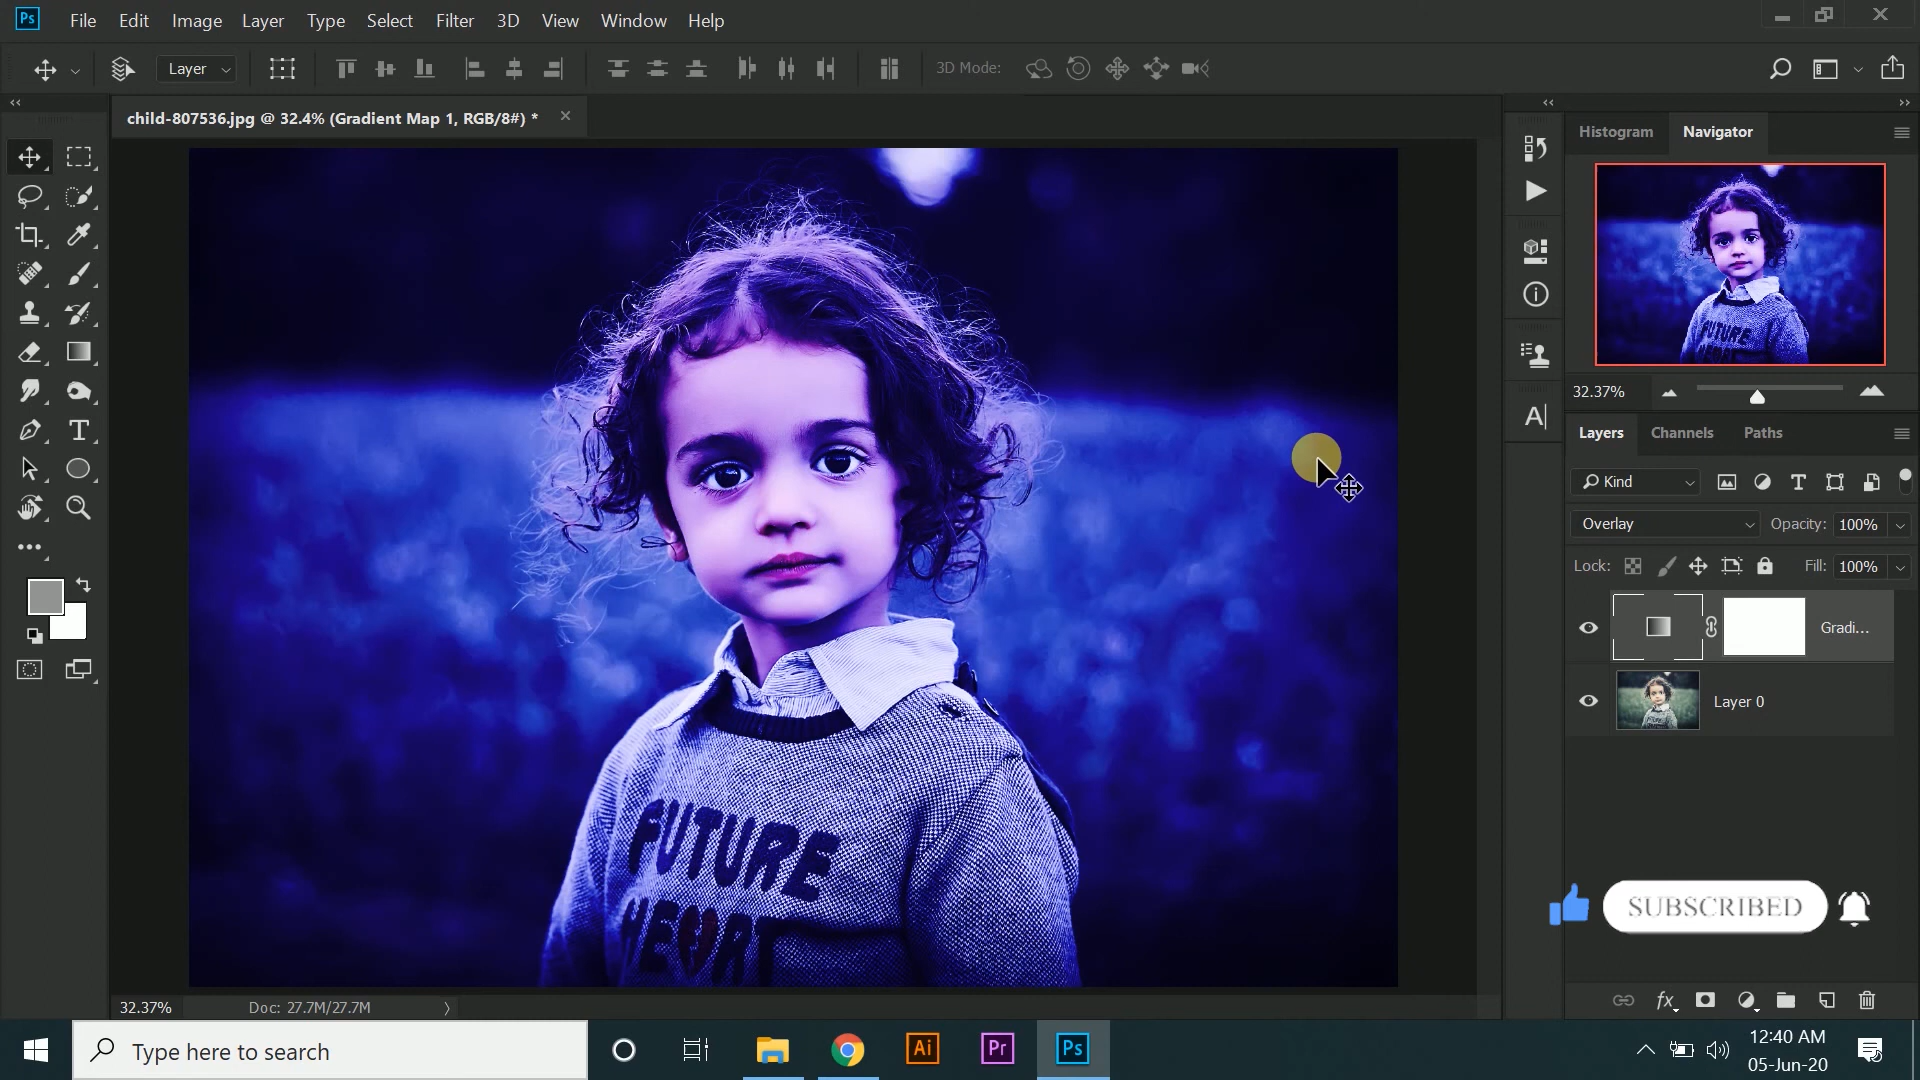 Ps File Edit Image Layer Type Select Filter 3D View Window Help
Layer 3D Mode:
child-807536.jpg @ 32.4% (Gradient Map 1, RGB/8#) *
Histogram Navigator
32.37%
A
Layers Channels Paths
Kind
Overlay Opacity: 100%
Lock: Fill: 100%
Gradi...
Layer 0
FUTURE
SUBSCRIBED
fx
32.37% Doc: 27.7M/27.7M
Type here to search
Ai Pr Ps
12:40 AM
05-Jun-20